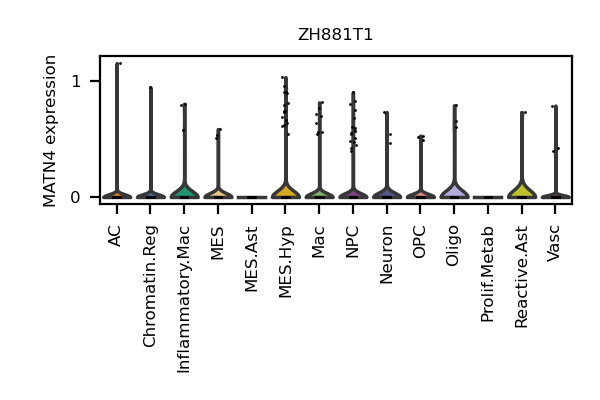 ZH881T1
MATN4 expression
1
0
AC
Chromatin.Reg
Inflammatory.Mac
MES
MES.Ast
MES.Hyp
Mac
NPC
Neuron
OPC
Oligo
Prolif.Metab
Reactive.Ast
Vasc